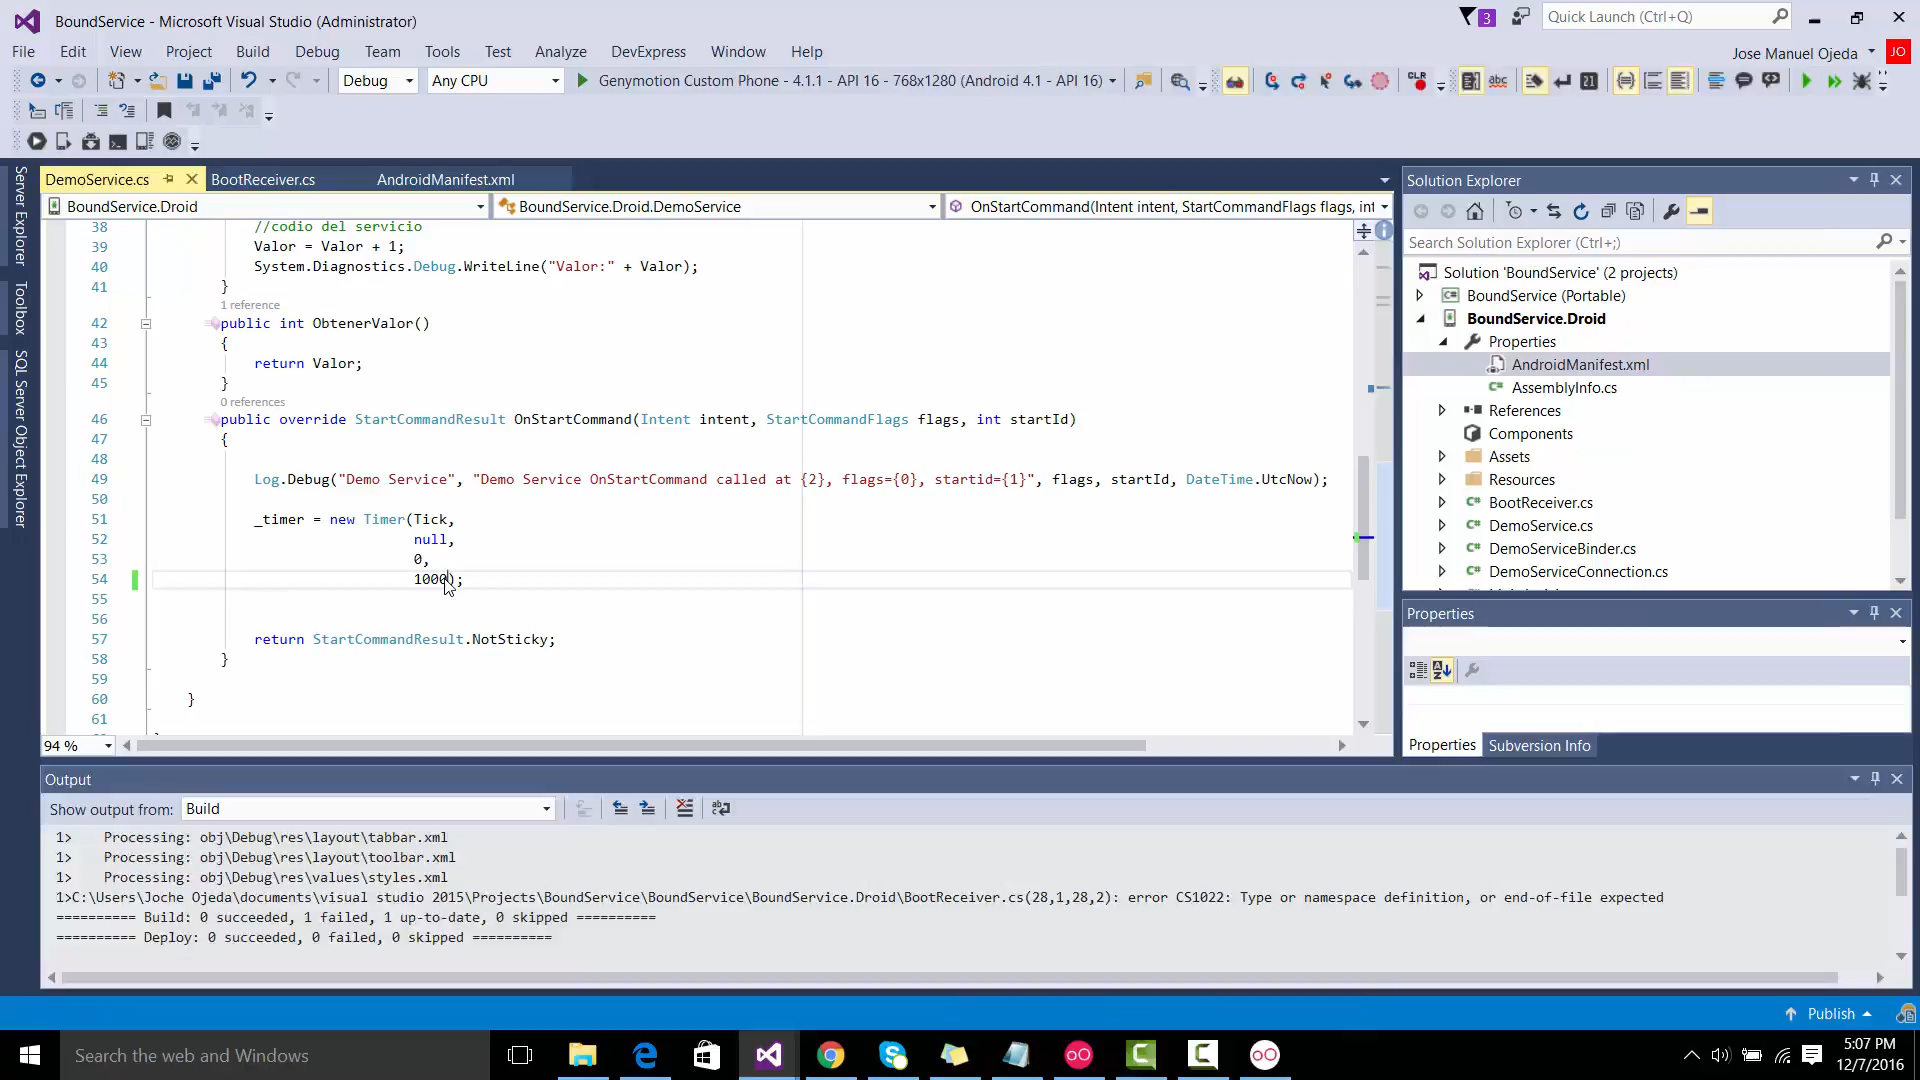 BoundService - Microsoft Visual Studio (Administrator)
3
Quick Launch (Ctrl+Q)
File Edit View Project Build Debug Team Tools Test Analyze DevExpress Window Help
Jose Manuel Ojeda JO
Debug Any CPU Genymotion Custom Phone - 4.1.1 - API 16 - 768x1280 (Android 4.1 - API 16)
Server Explorer
Toolbox
SQL Server Object Explorer
DemoService.cs BootReceiver.cs AndroidManifest.xml
BoundService.Droid BoundService.Droid.DemoService OnStartCommand(Intent intent, StartCommandFlags flags, int
38 //codio del servicio
39 Valor = Valor + 1;
40 System.Diagnostics.Debug.WriteLine("Valor:" + Valor);
41 }
1 reference
42 public int ObtenerValor()
43 {
44 return Valor;
45 }
0 references
46 public override StartCommandResult OnStartCommand(Intent intent, StartCommandFlags flags, int startId)
47 {
48
49 Log.Debug("Demo Service", "Demo Service OnStartCommand called at {2}, flags={0}, startid={1}", flags, startId, DateTime.UtcNow);
50
51 _timer = new Timer(Tick,
52 null,
53 0,
54 1000);
55
56
57 return StartCommandResult.NotSticky;
58 }
59
60 }
61
94 %
Solution Explorer
Search Solution Explorer (Ctrl+;)
Solution 'BoundService' (2 projects)
BoundService (Portable)
BoundService.Droid
Properties
AndroidManifest.xml
AssemblyInfo.cs
References
Components
Assets
Resources
BootReceiver.cs
DemoService.cs
DemoServiceBinder.cs
DemoServiceConnection.cs
Properties
Properties Subversion Info
Output
Show output from: Build
1> Processing: obj\Debug\res\layout\tabbar.xml
1> Processing: obj\Debug\res\layout\toolbar.xml
1> Processing: obj\Debug\res\values\styles.xml
1>C:\Users\Joche Ojeda\documents\visual studio 2015\Projects\BoundService\BoundService\BoundService.Droid\BootReceiver.cs(28,1,28,2): error CS1022: Type or namespace definition, or end-of-file expected
========== Build: 0 succeeded, 1 failed, 1 up-to-date, 0 skipped ==========
========== Deploy: 0 succeeded, 0 failed, 0 skipped ==========
Publish
Search the web and Windows
5:07 PM
12/7/2016